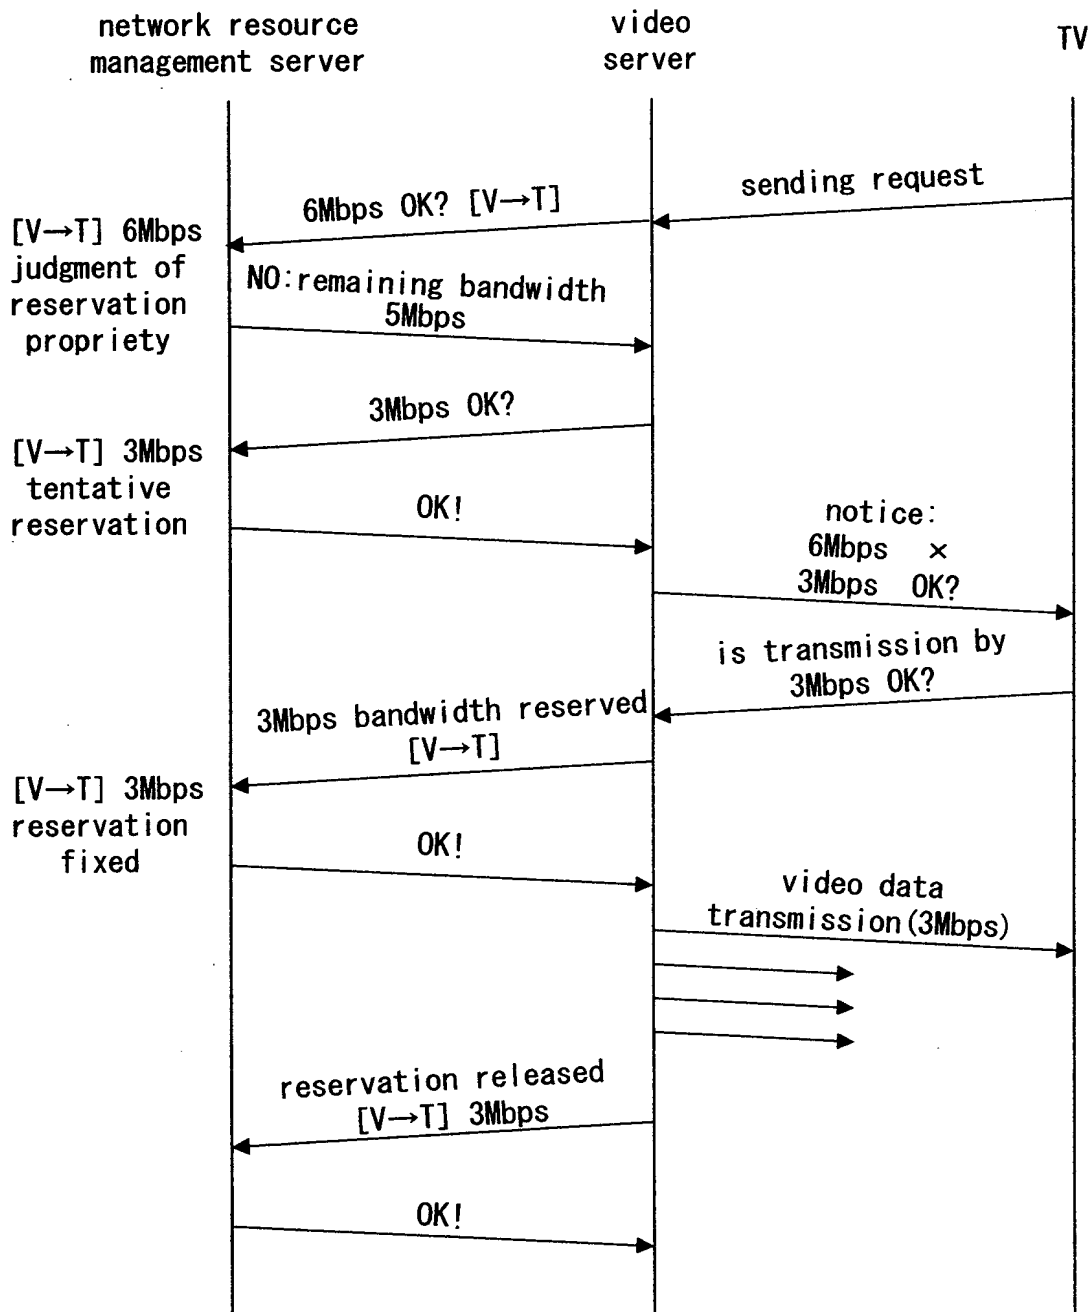 network resource
management server
video
server
TV
sending request
6Mbps OK? [V→T]
[V→T] 6Mbps
judgment of
reservation
propriety
NO:remaining bandwidth
5Mbps
3Mbps OK?
[V→T] 3Mbps
tentative
reservation
OK!
notice:
6Mbps ×
3Mbps OK?
is transmission by
3Mbps OK?
3Mbps bandwidth reserved
[V→T]
[V→T] 3Mbps
reservation
fixed
OK!
video data
transmission(3Mbps)
reservation released
[V→T] 3Mbps
OK!